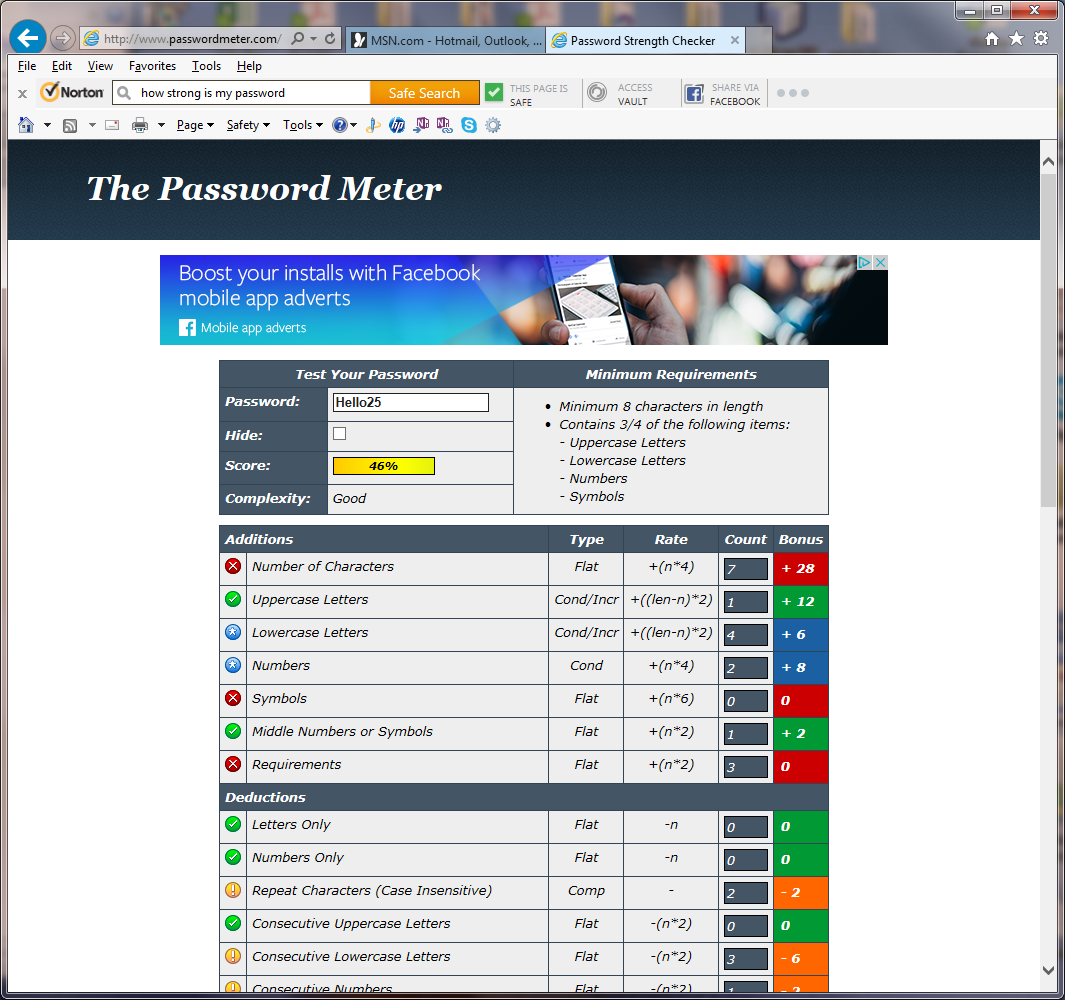 http://www.passwordmeter.com/
MSN.com - Hotmail, Outlook, ...
Password Strength Checker
File Edit View Favorites Tools Help
Norton how strong is my password Safe Search THIS PAGE IS SAFE ACCESS VAULT SHARE VIA FACEBOOK
Page Safety Tools
The Password Meter
Boost your installs with Facebook
mobile app adverts
Mobile app adverts
Test Your Password
Password: Hello25
Hide:
Score: 46%
Complexity: Good
Minimum Requirements
• Minimum 8 characters in length
• Contains 3/4 of the following items:
- Uppercase Letters
- Lowercase Letters
- Numbers
- Symbols
Additions Type Rate Count Bonus
Number of Characters Flat +(n*4) 7 + 28
Uppercase Letters Cond/Incr +((len-n)*2) 1 + 12
Lowercase Letters Cond/Incr +((len-n)*2) 4 + 6
Numbers Cond +(n*4) 2 + 8
Symbols Flat +(n*6) 0 0
Middle Numbers or Symbols Flat +(n*2) 1 + 2
Requirements Flat +(n*2) 3 0
Deductions
Letters Only Flat -n 0 0
Numbers Only Flat -n 0 0
Repeat Characters (Case Insensitive) Comp - 2 - 2
Consecutive Uppercase Letters Flat -(n*2) 0 0
Consecutive Lowercase Letters Flat -(n*2) 3 - 6
Consecutive Numbers Flat -(n*2) 1 - 2